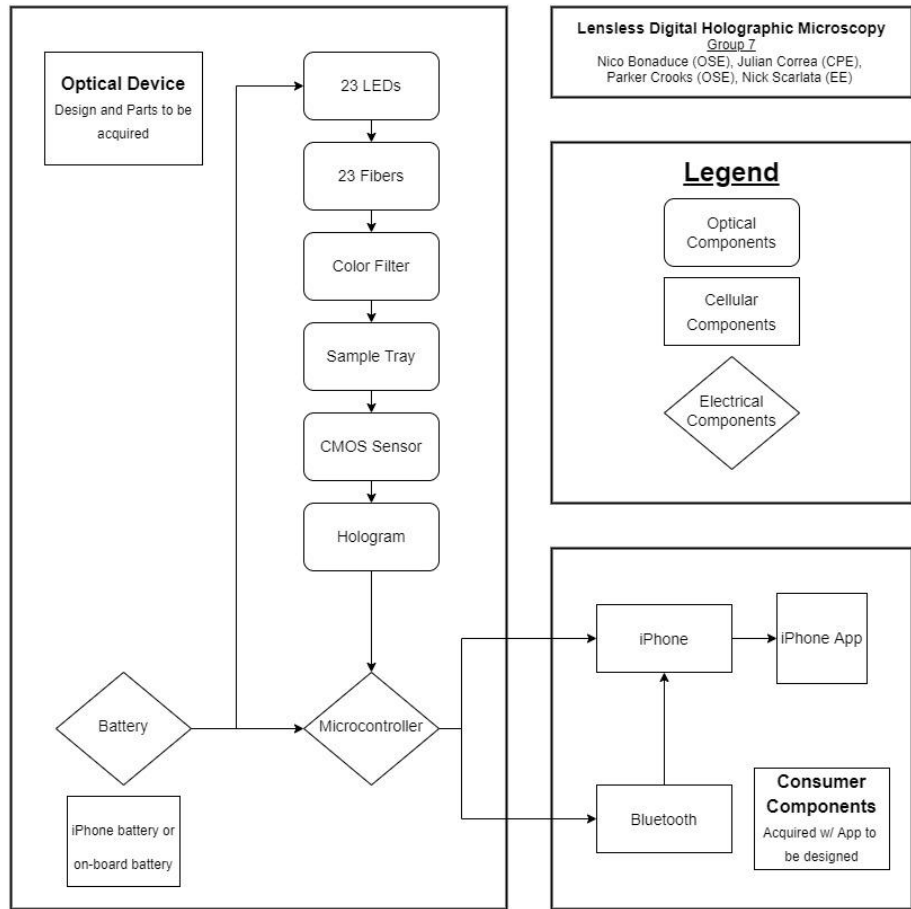 Optical Device
Design and Parts to be
acquired
23 LEDs
23 Fibers
Color Filter
Sample Tray
CMOS Sensor
Hologram
Battery
Microcontroller
iPhone battery or
on-board battery
Lensless Digital Holographic Microscopy
Group 7
Nico Bonaduce (OSE), Julian Correa (CPE),
Parker Crooks (OSE), Nick Scarlata (EE)
Legend
Optical
Components
Cellular
Components
Electrical
Components
iPhone
iPhone App
Bluetooth
Consumer
Components
Acquired w/ App to
be designed